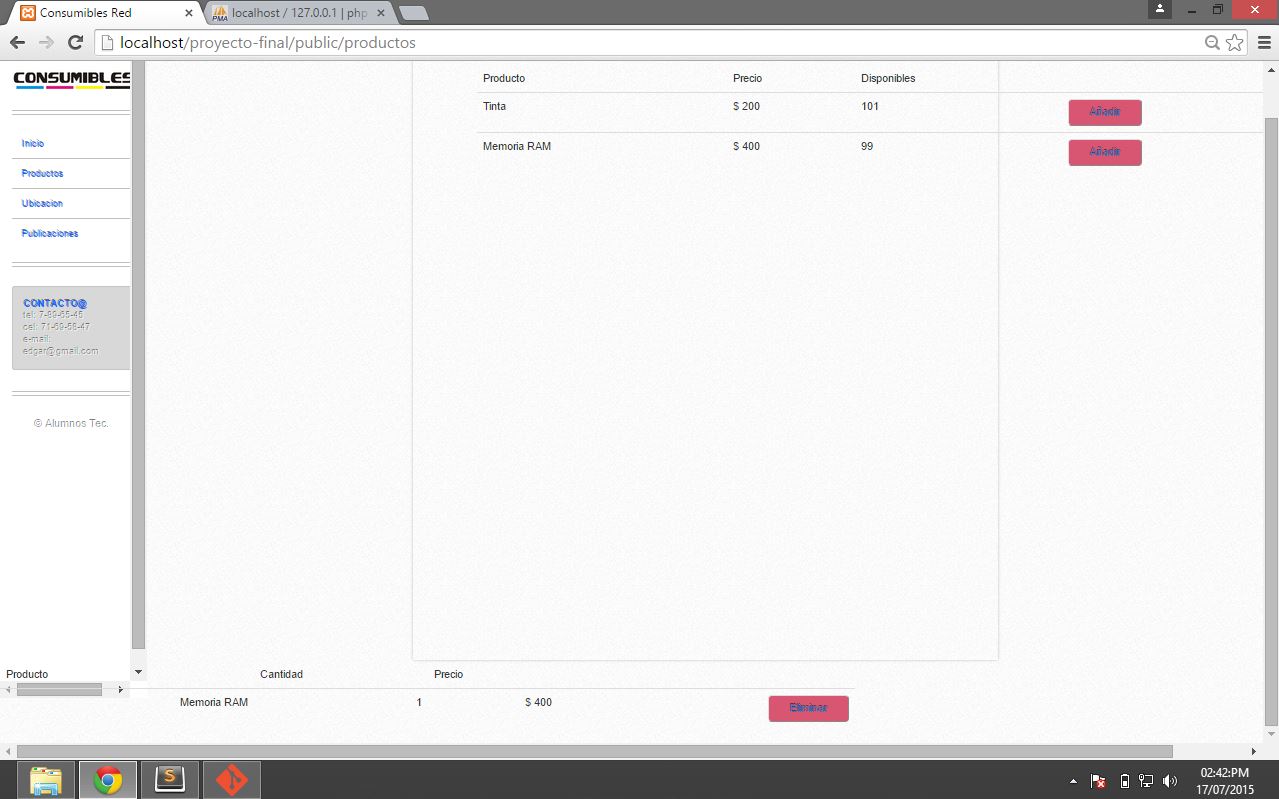 Consumibles Red
localhost / 127.0.0.1 | php
localhost/proyecto-final/public/productos
CONSUMIBLES
Inicio
Productos
Ubicacion
Publicaciones
CONTACTO@
tel: 7-89-65-45
cel: 71-69-58-47
e-mail:
edgar@gmail.com
© Alumnos Tec.
Producto Precio Disponibles
Tinta $ 200 101 Añadir
Memoria RAM $ 400 99 Añadir
Producto Cantidad Precio
Memoria RAM 1 $ 400 Eliminar
02:42:PM
17/07/2015